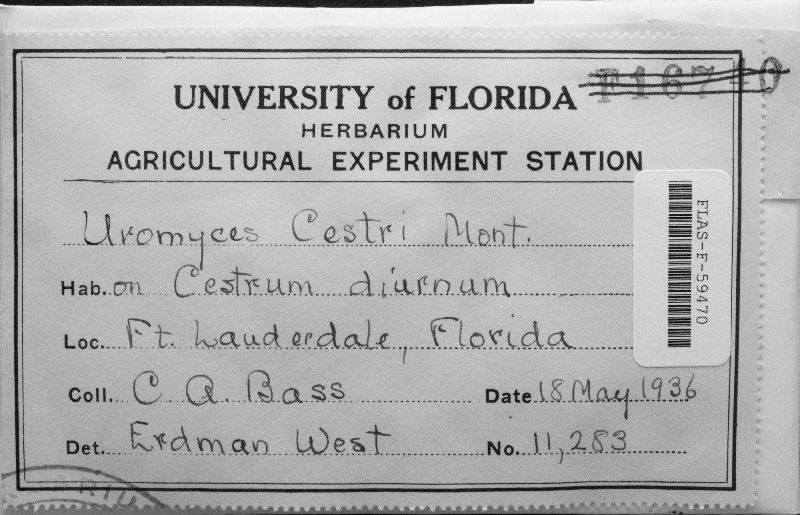 UNIVERSITY of FLORIDA
F16740
HERBARIUM
AGRICULTURAL EXPERIMENT STATION
Uromyces Cestri Mont.
Hab. on Cestrum diurnum
Loc. Ft. Lauderdale, Florida
Coll. C A. Bass Date 18 May 1936
Det. Erdman West No. 11,283
FLAS-F-59470